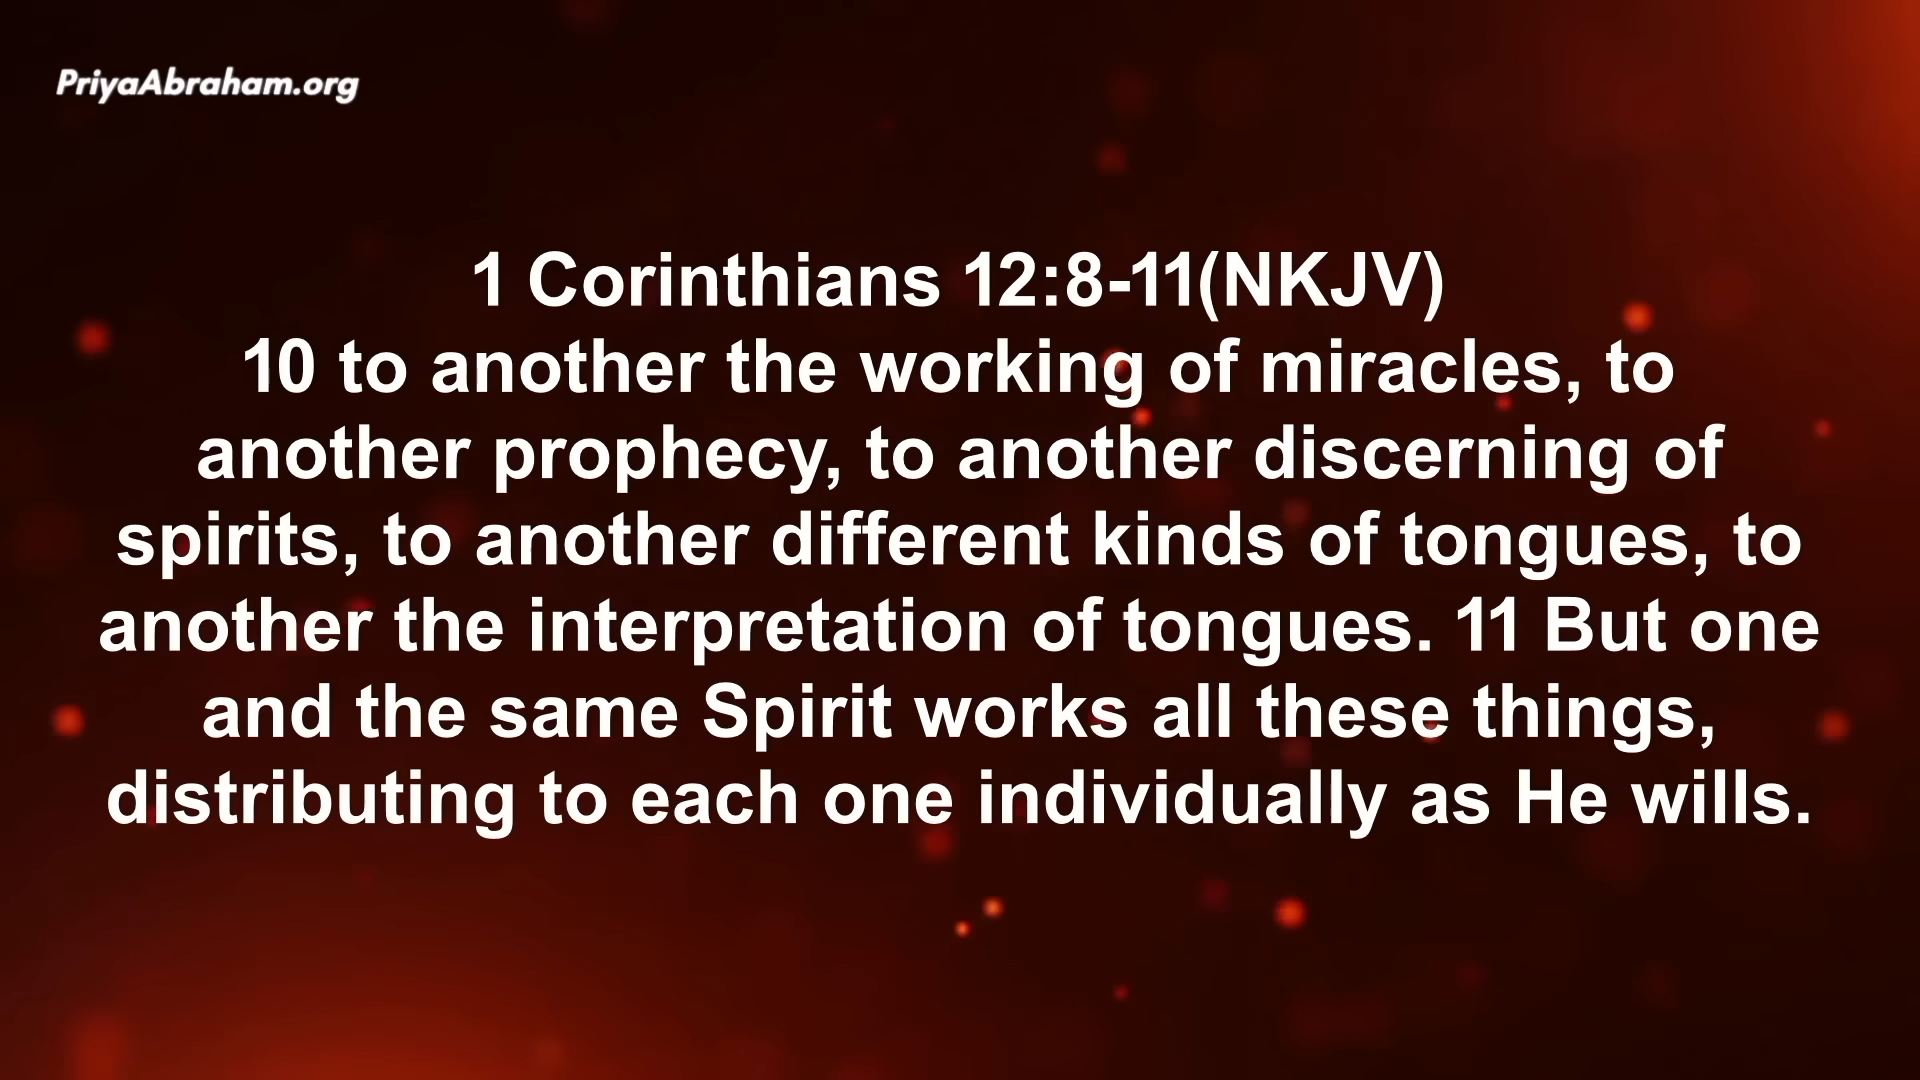 PriyaAbraham.org
1 Corinthians 12:8-11(NKJV)
10 to another the working of miracles, to
another prophecy, to another discerning of
spirits, to another different kinds of tongues, to
another the interpretation of tongues. 11 But one
and the same Spirit works all these things,
distributing to each one individually as He wills.